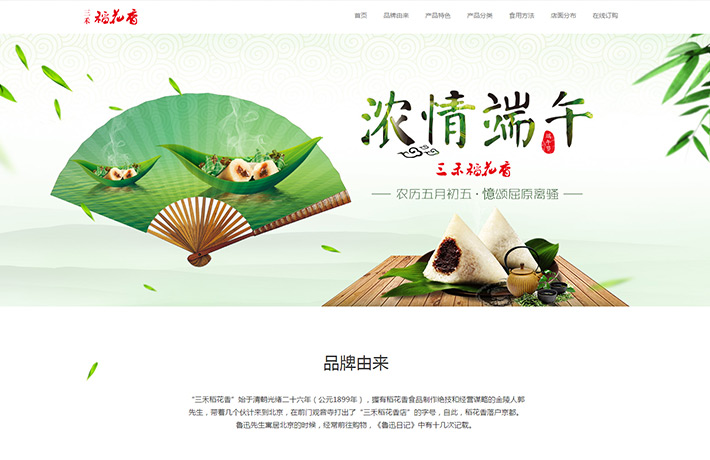 三禾 稻花香
首页 品牌由来 产品特色 产品分类 食用方法 店面分布 在线订购
浓情端午
端午节
三禾稻花香
农历五月初五·憶颂屈原离骚
品牌由来
“三禾稻花香”始于清朝光绪二十六年（公元1899年），拥有稻花香食品制作绝技和经营谋略的金陵人郭
先生，带着几个伙计来到北京，在前门观音寺打出了“三禾稻花香店”的字号，自此，稻花香落户京都。
鲁迅先生寓居北京的时候，经常前往购物，《鲁迅日记》中有十几次记载。